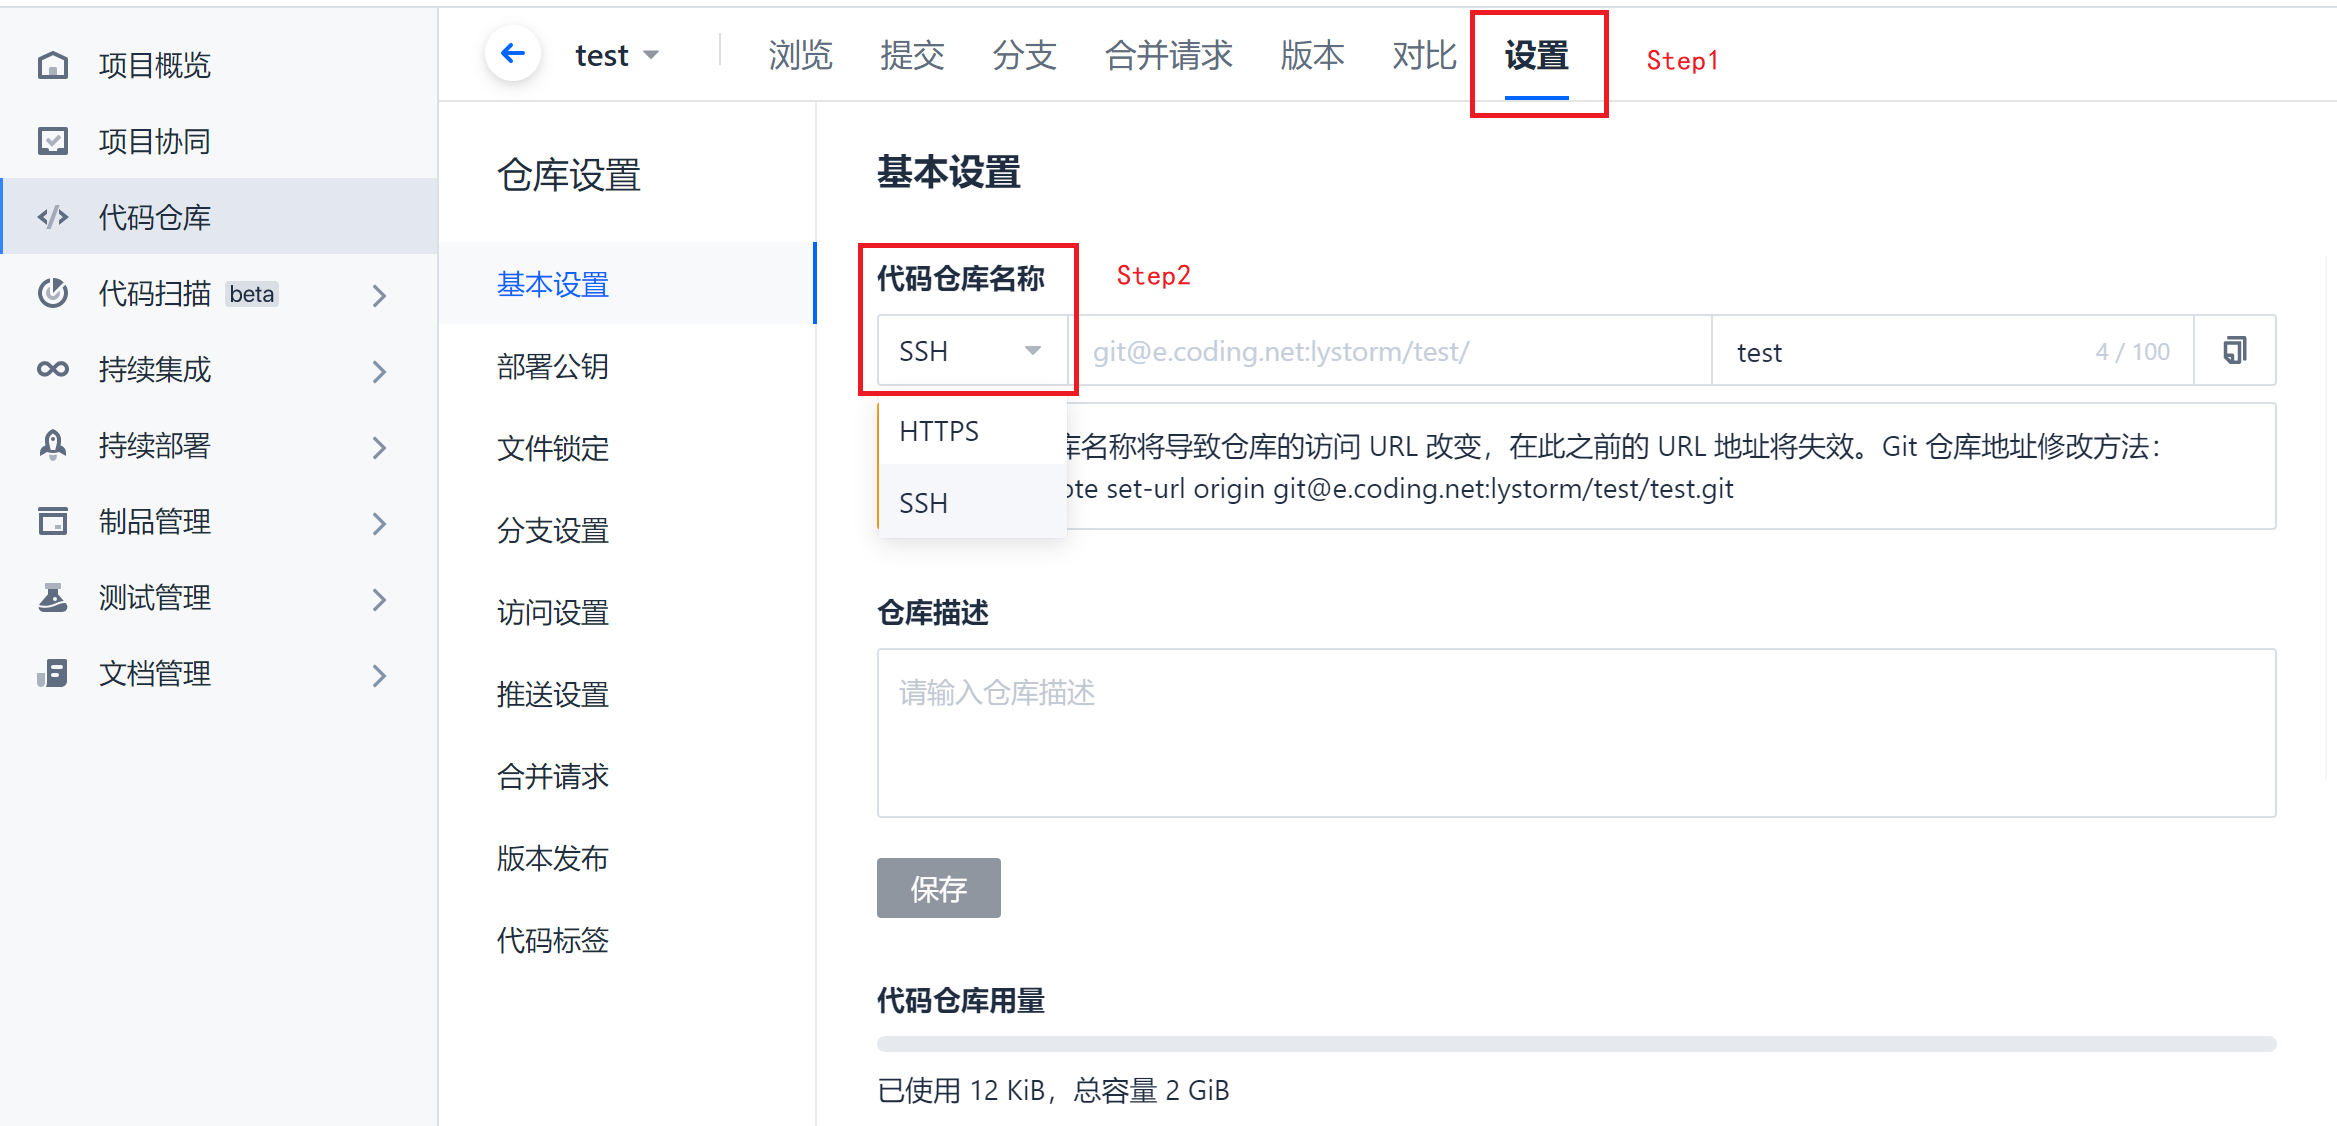 项目概览
项目协同
代码仓库
代码扫描 beta
持续集成
持续部署
制品管理
测试管理
文档管理
test 浏览 提交 分支 合并请求 版本 对比 设置 Step1
仓库设置
基本设置
部署公钥
文件锁定
分支设置
访问设置
推送设置
合并请求
版本发布
代码标签
基本设置
代码仓库名称 Step2
SSH git@e.coding.net:lystorm/test/ test 4 / 100
HTTPS
SSH
库名称将导致仓库的访问 URL 改变，在此之前的 URL 地址将失效。Git 仓库地址修改方法：
ote set-url origin git@e.coding.net:lystorm/test/test.git
仓库描述
请输入仓库描述
保存
代码仓库用量
已使用 12 KiB，总容量 2 GiB